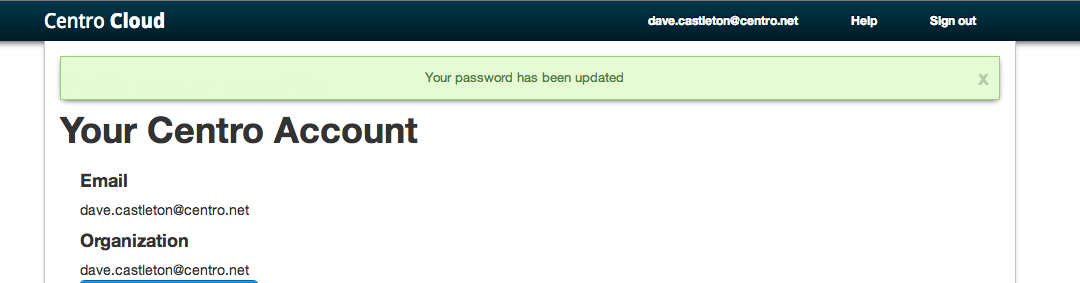 Centro Cloud dave.castleton@centro.net Help Sign out
Your password has been updated x
Your Centro Account
Email
dave.castleton@centro.net
Organization
dave.castleton@centro.net